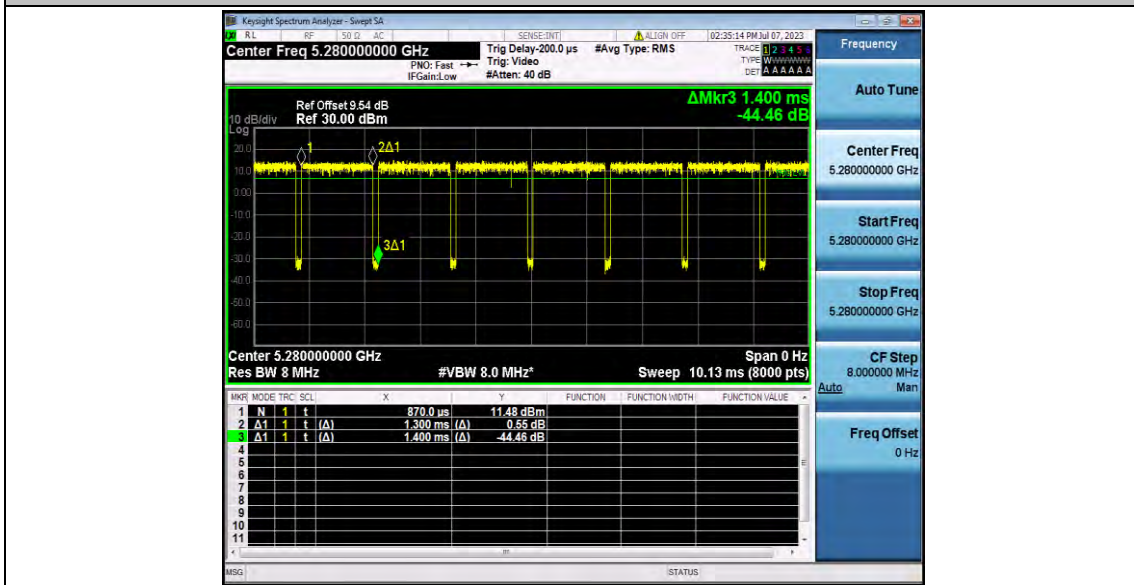 Keysight Spectrum Analyzer - Swept SA
RL RF 50 Ω AC SENSE:INT ALIGN OFF 02:35:14 PM Jul 07, 2023
Center Freq 5.280000000 GHz
PNO: Fast
IFGain:Low
Trig Delay-200.0 µs
Trig: Video
#Atten: 40 dB
#Avg Type: RMS
TRACE 1 2 3 4 5 6
TYPE
DET A A A A A A
ΔMkr3 1.400 ms
-44.46 dB
Ref Offset 9.54 dB
10 dB/div Ref 30.00 dBm
Log
20.0
10.0
0.00
-10.0
-20.0
-30.0
-40.0
-50.0
-60.0
1
2Δ1
3Δ1
Center 5.280000000 GHz Span 0 Hz
Res BW 8 MHz #VBW 8.0 MHz* Sweep 10.13 ms (8000 pts)
MKR MODE TRC SCL X Y FUNCTION FUNCTION WIDTH FUNCTION VALUE
1 N 1 t 870.0 µs 11.48 dBm
2 Δ1 1 t (Δ) 1.300 ms (Δ) 0.55 dB
3 Δ1 1 t (Δ) 1.400 ms (Δ) -44.46 dB
4
5
6
7
8
9
10
11
MSG STATUS
Frequency
Auto Tune
Center Freq
5.280000000 GHz
Start Freq
5.280000000 GHz
Stop Freq
5.280000000 GHz
CF Step
8.000000 MHz
Auto Man
Freq Offset
0 Hz